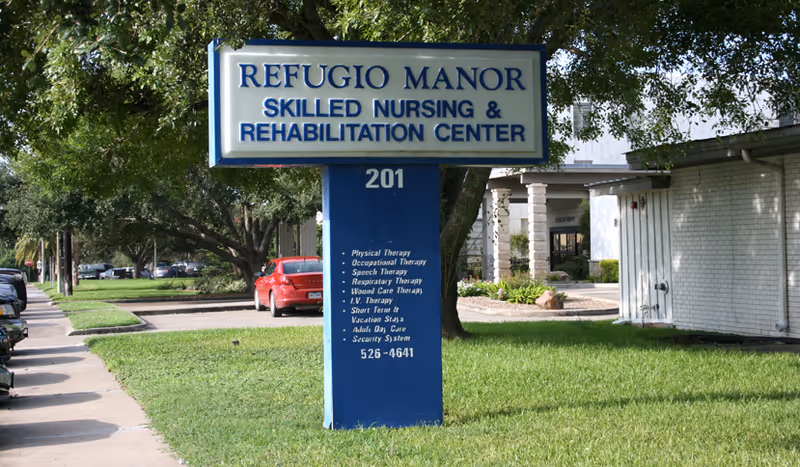 REFUGIO MANOR
SKILLED NURSING &
REHABILITATION CENTER
201
• Physical Therapy
• Occupational Therapy
• Speech Therapy
• Respiratory Therapy
• Wound Care Therapy
• I.V. Therapy
• Short Term &
Vacation Stays
• Adult Day Care
• Security System
526-4641